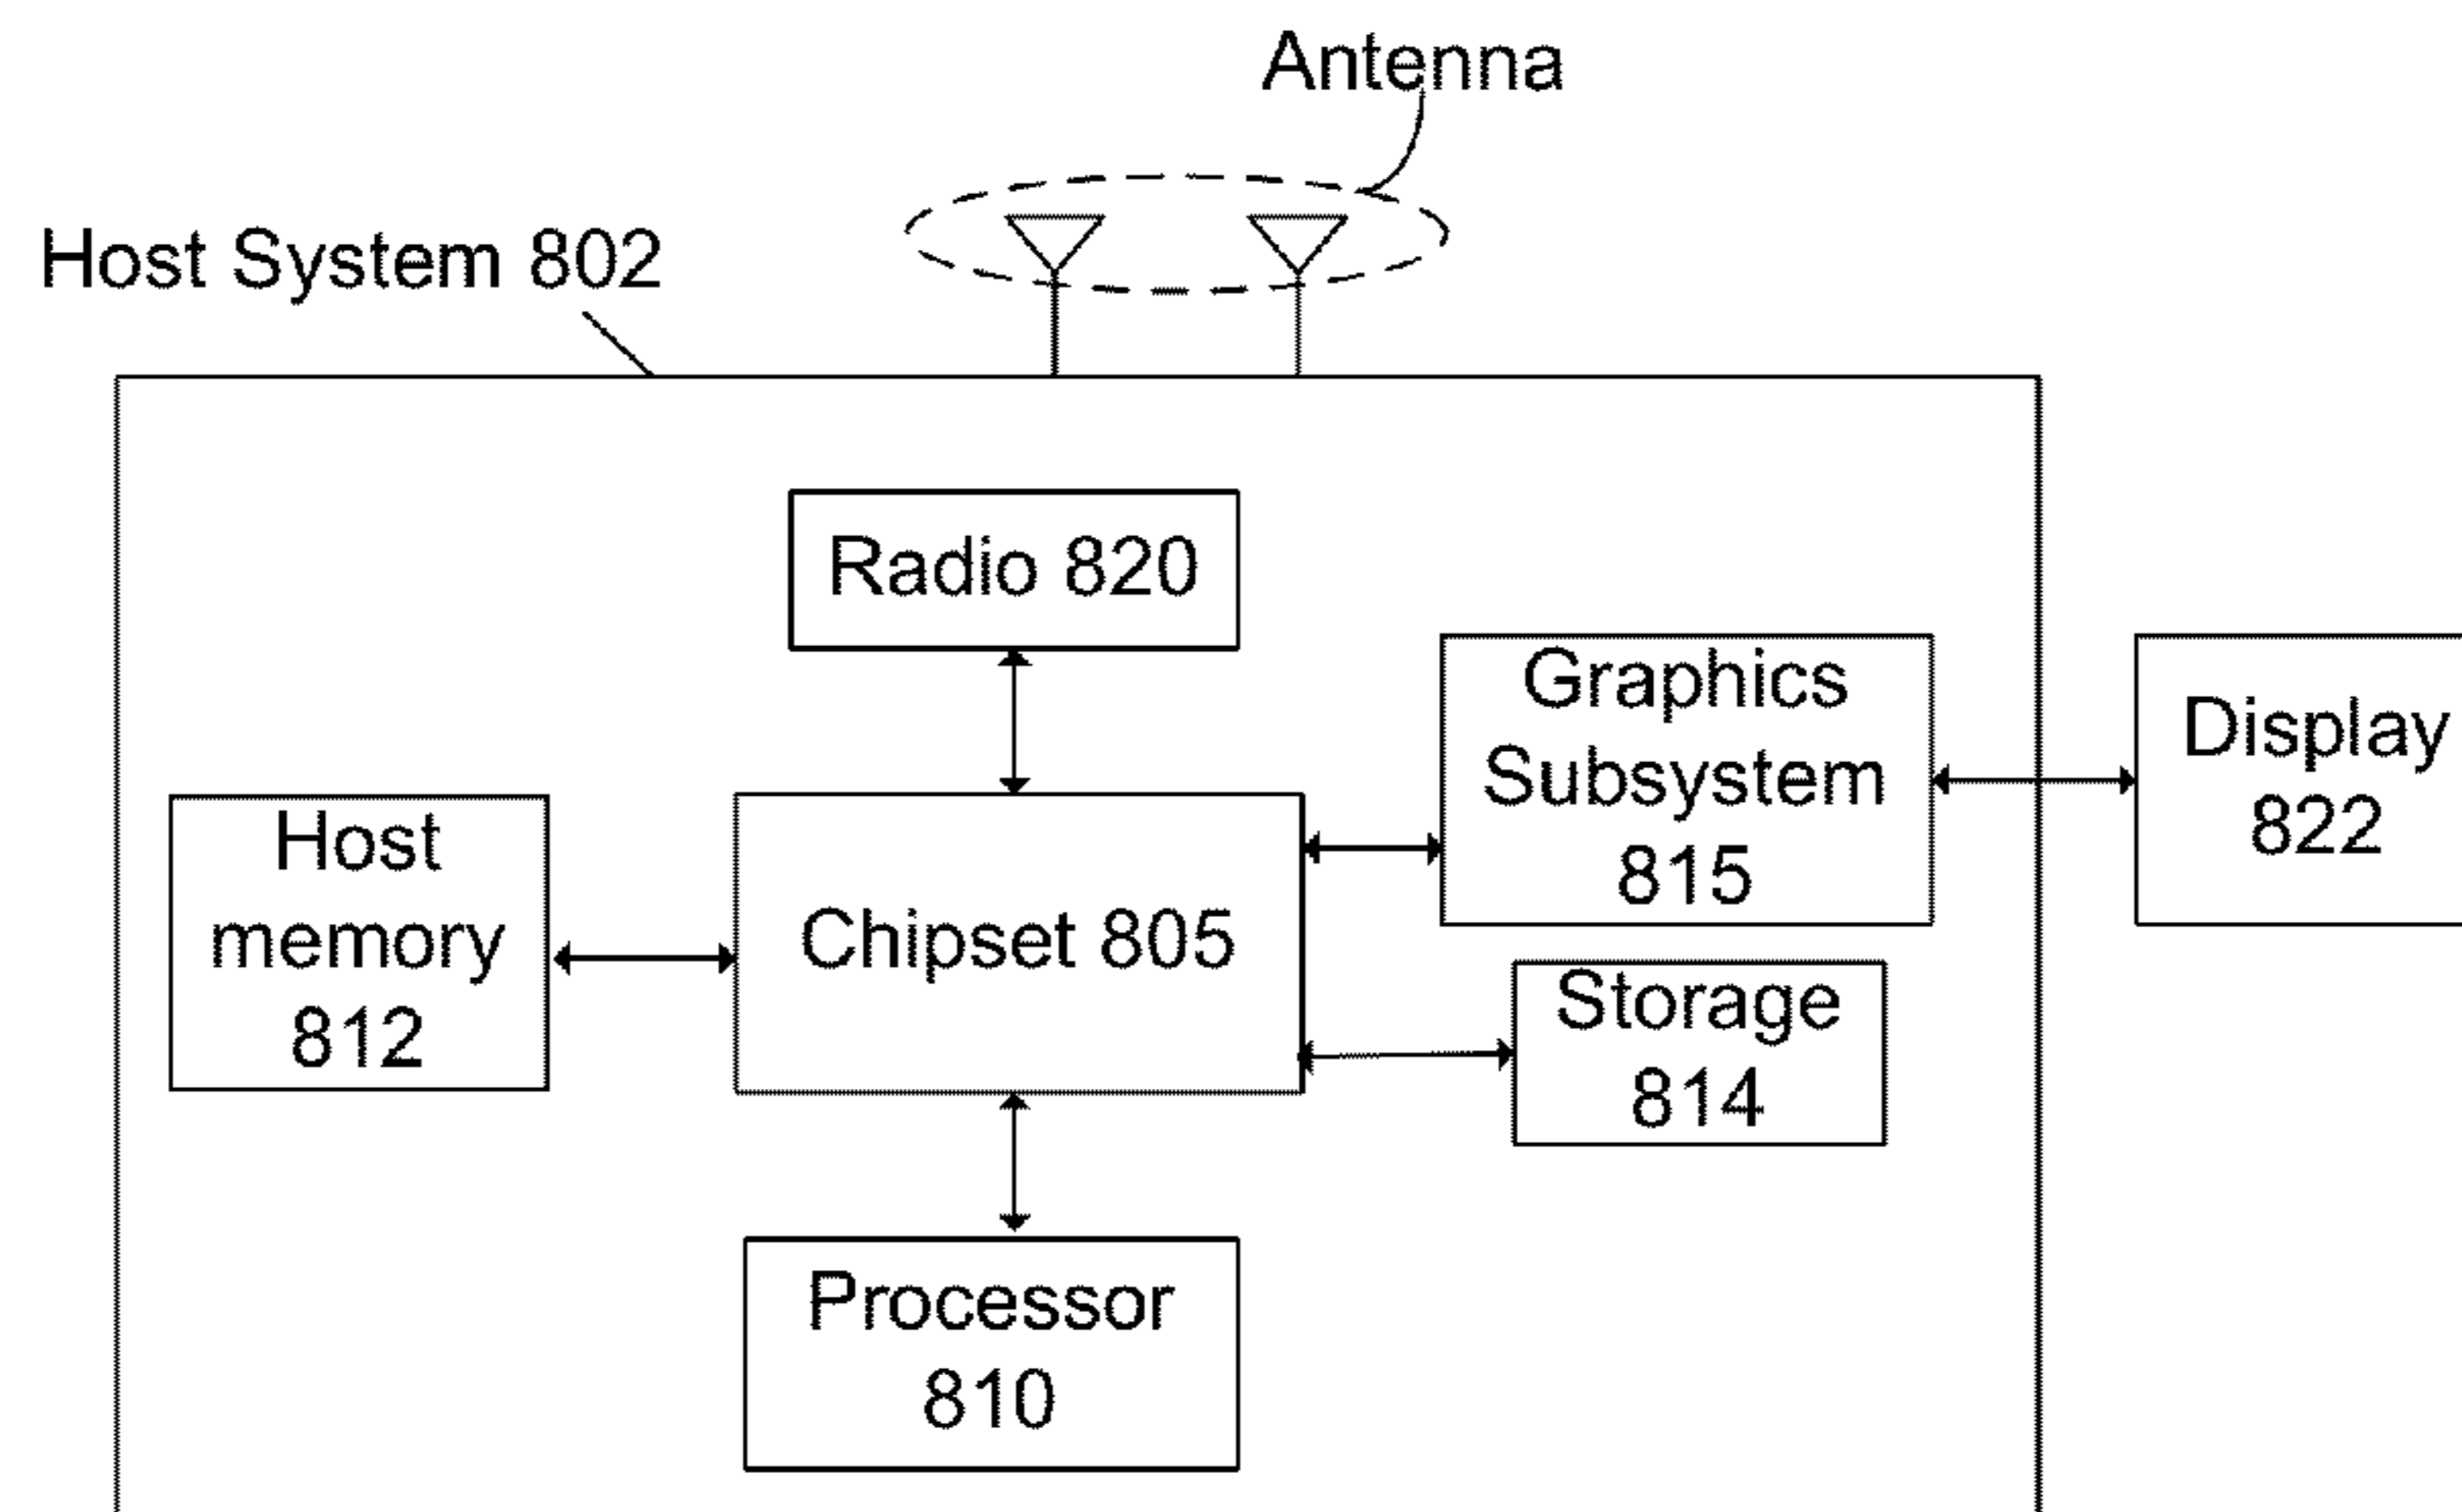 Antenna
Host System 802
Radio 820
Graphics
Subsystem
815
Display
822
Host
memory
812
Chipset 805
Storage
814
Processor
810